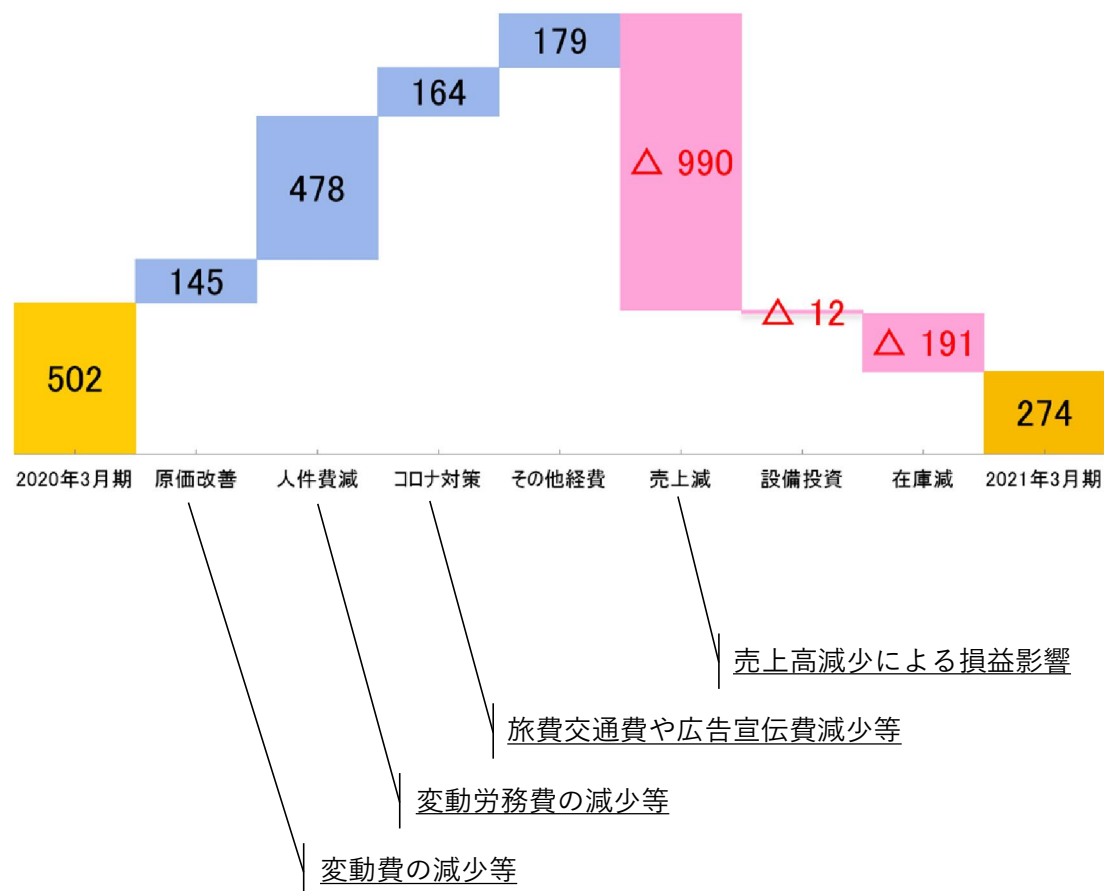 179
164
△ 990
478
145
△ 12
△ 191
502
274
2020年3月期 原価改善 人件費減 コロナ対策 その他経費 売上減 設備投資 在庫減 2021年3月期
売上高減少による損益影響
旅費交通費や広告宣伝費減少等
変動労務費の減少等
変動費の減少等